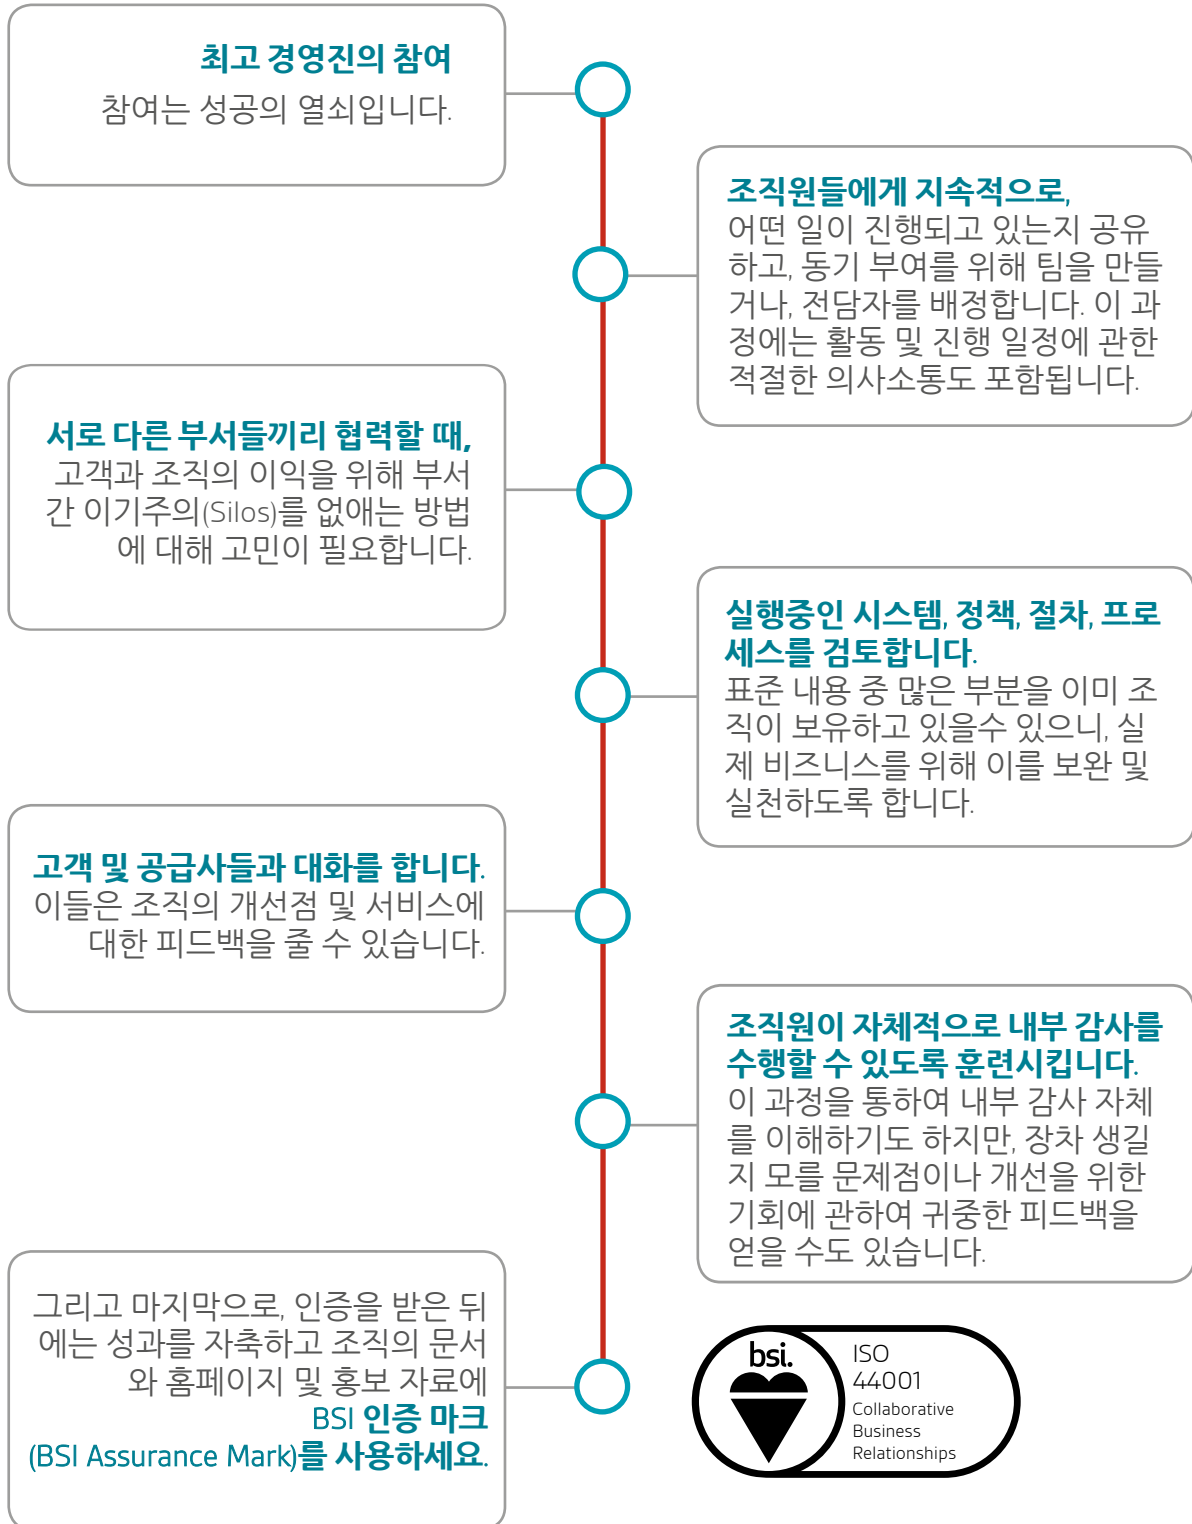 최고 경영진의 참여
참여는 성공의 열쇠입니다.
조직원들에게 지속적으로,
어떤 일이 진행되고 있는지 공유
하고, 동기 부여를 위해 팀을 만들
거나, 전담자를 배정합니다. 이 과
정에는 활동 및 진행 일정에 관한
적절한 의사소통도 포함됩니다.
서로 다른 부서들끼리 협력할 때,
고객과 조직의 이익을 위해 부서
간 이기주의(Silos)를 없애는 방법
에 대해 고민이 필요합니다.
실행중인 시스템, 정책, 절차, 프로
세스를 검토합니다.
표준 내용 중 많은 부분을 이미 조
직이 보유하고 있을수 있으니, 실
제 비즈니스를 위해 이를 보완 및
실천하도록 합니다.
고객 및 공급사들과 대화를 합니다.
이들은 조직의 개선점 및 서비스에
대한 피드백을 줄 수 있습니다.
조직원이 자체적으로 내부 감사를
수행할 수 있도록 훈련시킵니다.
이 과정을 통하여 내부 감사 자체
를 이해하기도 하지만, 장차 생길
지 모를 문제점이나 개선을 위한
기회에 관하여 귀중한 피드백을
얻을 수도 있습니다.
그리고 마지막으로, 인증을 받은 뒤
에는 성과를 자축하고 조직의 문서
와 홈페이지 및 홍보 자료에
BSI 인증 마크
(BSI Assurance Mark)를 사용하세요.
bsi.
ISO
44001
Collaborative
Business
Relationships